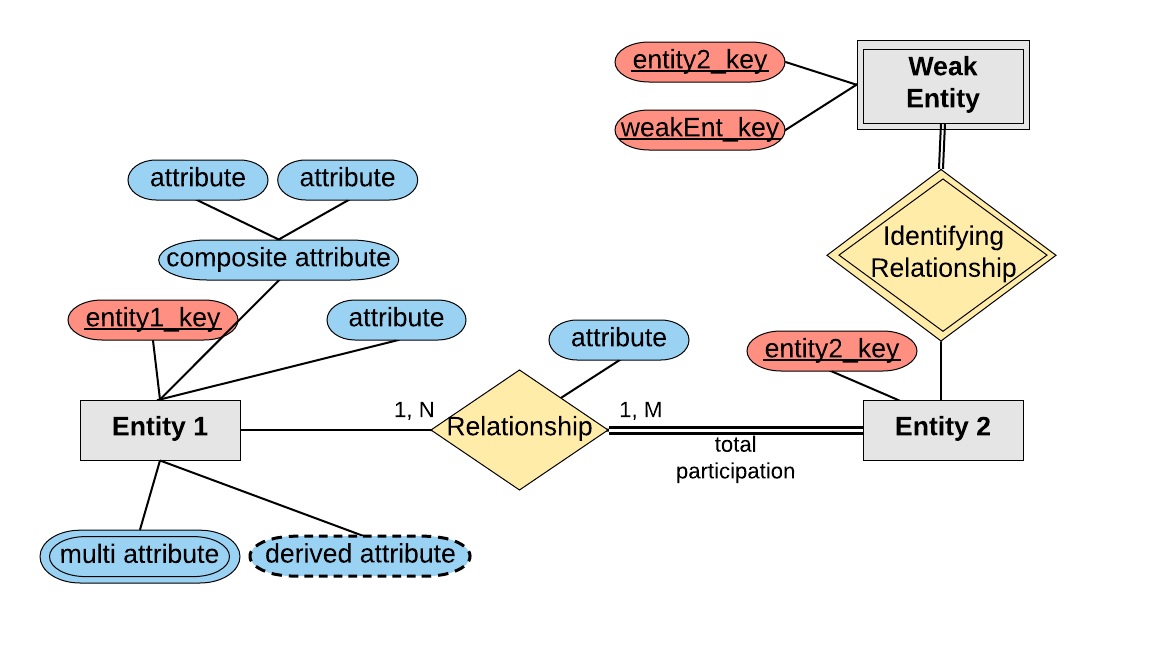 entity2_key
Weak
Entity
weakEnt_key
attribute
attribute
composite attribute
Identifying
Relationship
entity1_key
attribute
attribute
entity2_key
Entity 1
1, N
Relationship
1, M
total
participation
Entity 2
multi attribute
derived attribute